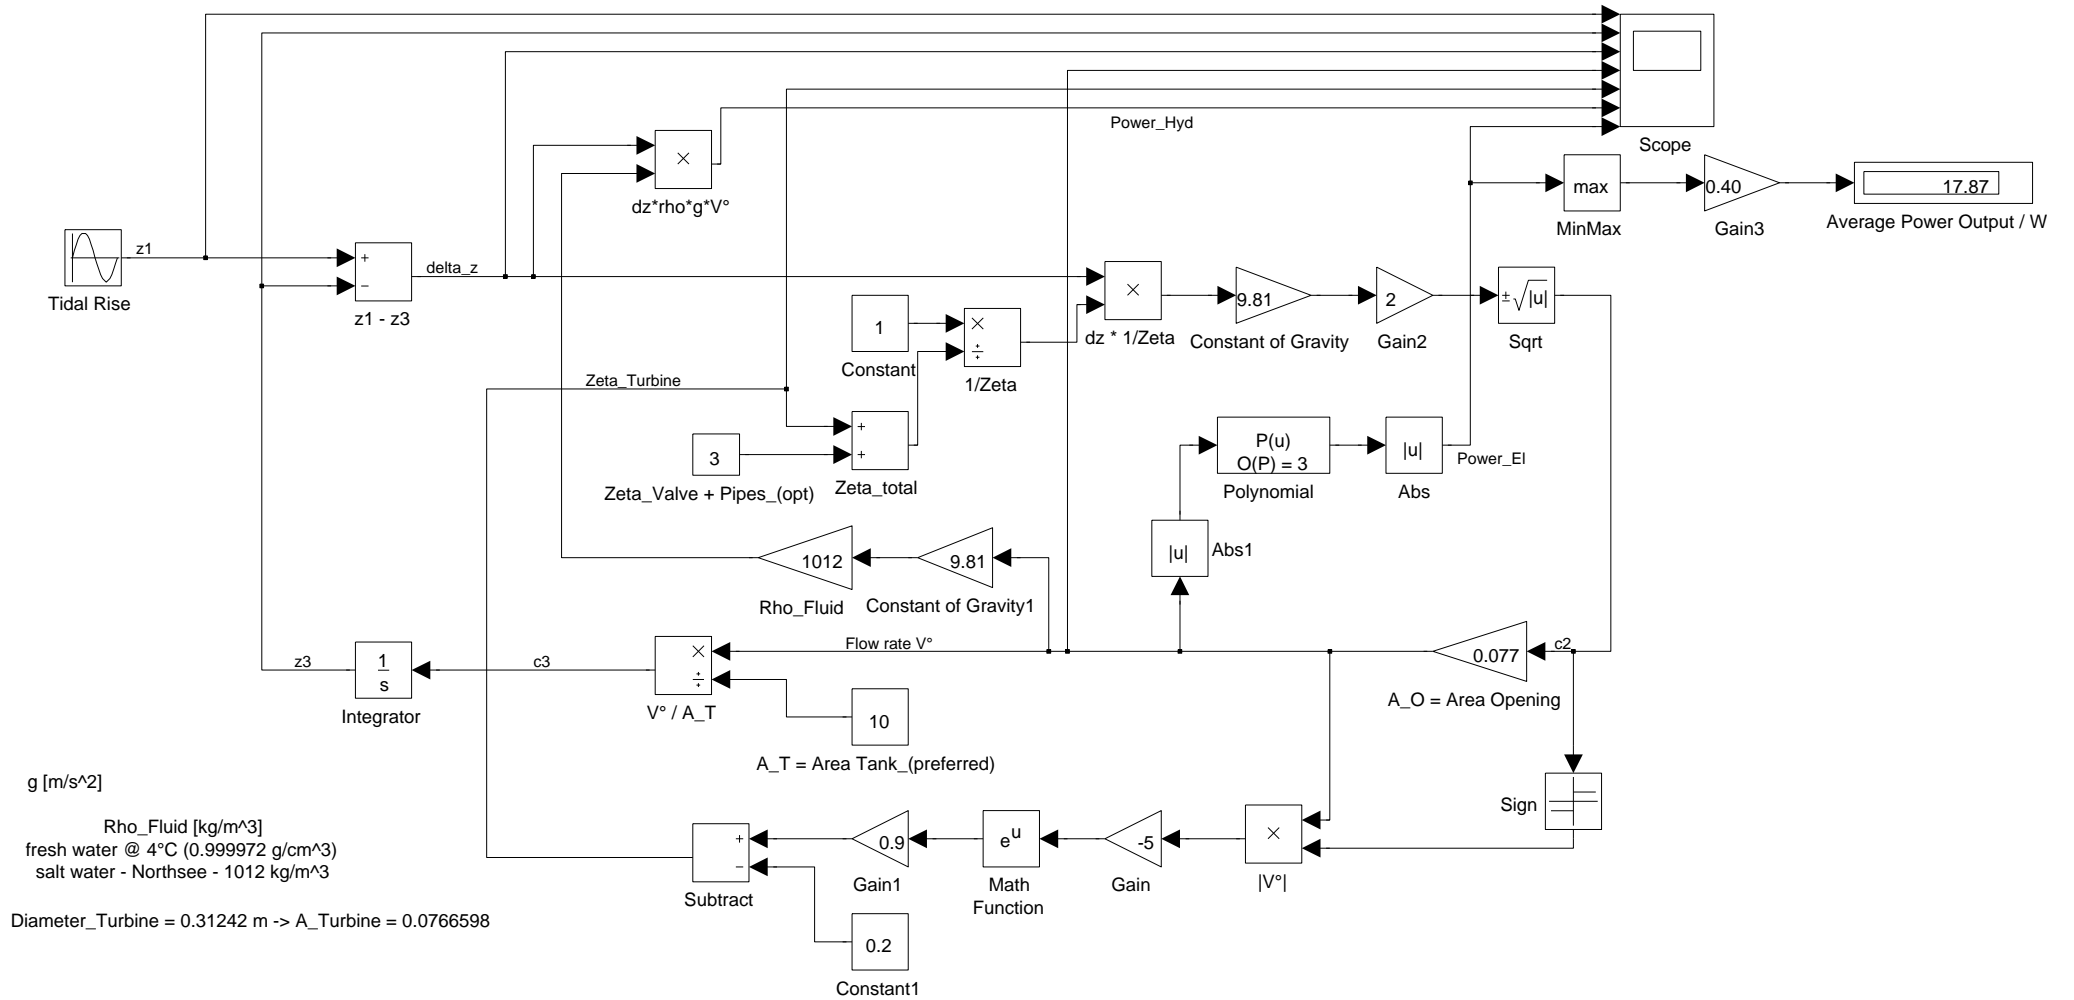 Power_Hyd
Scope
×
dz*rho*g*V°
max
MinMax
0.40
Gain3
17.87
Average Power Output / W
z1
Tidal Rise
+
−
z1 - z3
delta_z
×
dz * 1/Zeta
9.81
Constant of Gravity
2
Gain2
±√|u|
Sqrt
1
Constant
×
÷
1/Zeta
Zeta_Turbine
+
+
Zeta_total
3
Zeta_Valve + Pipes_(opt)
P(u)
O(P) = 3
Polynomial
|u|
Abs
Power_El
|u|
Abs1
1012
Rho_Fluid
9.81
Constant of Gravity1
Flow rate V°
c2
0.077
A_O = Area Opening
z3
1
s
Integrator
c3
×
÷
V° / A_T
10
A_T = Area Tank_(preferred)
Sign
g [m/s^2]
Rho_Fluid [kg/m^3]
fresh water @ 4°C (0.999972 g/cm^3)
salt water - Northsee - 1012 kg/m^3
Diameter_Turbine = 0.31242 m -> A_Turbine = 0.0766598
+
−
Subtract
0.9
Gain1
e^u
Math
Function
-5
Gain
×
|V°|
0.2
Constant1